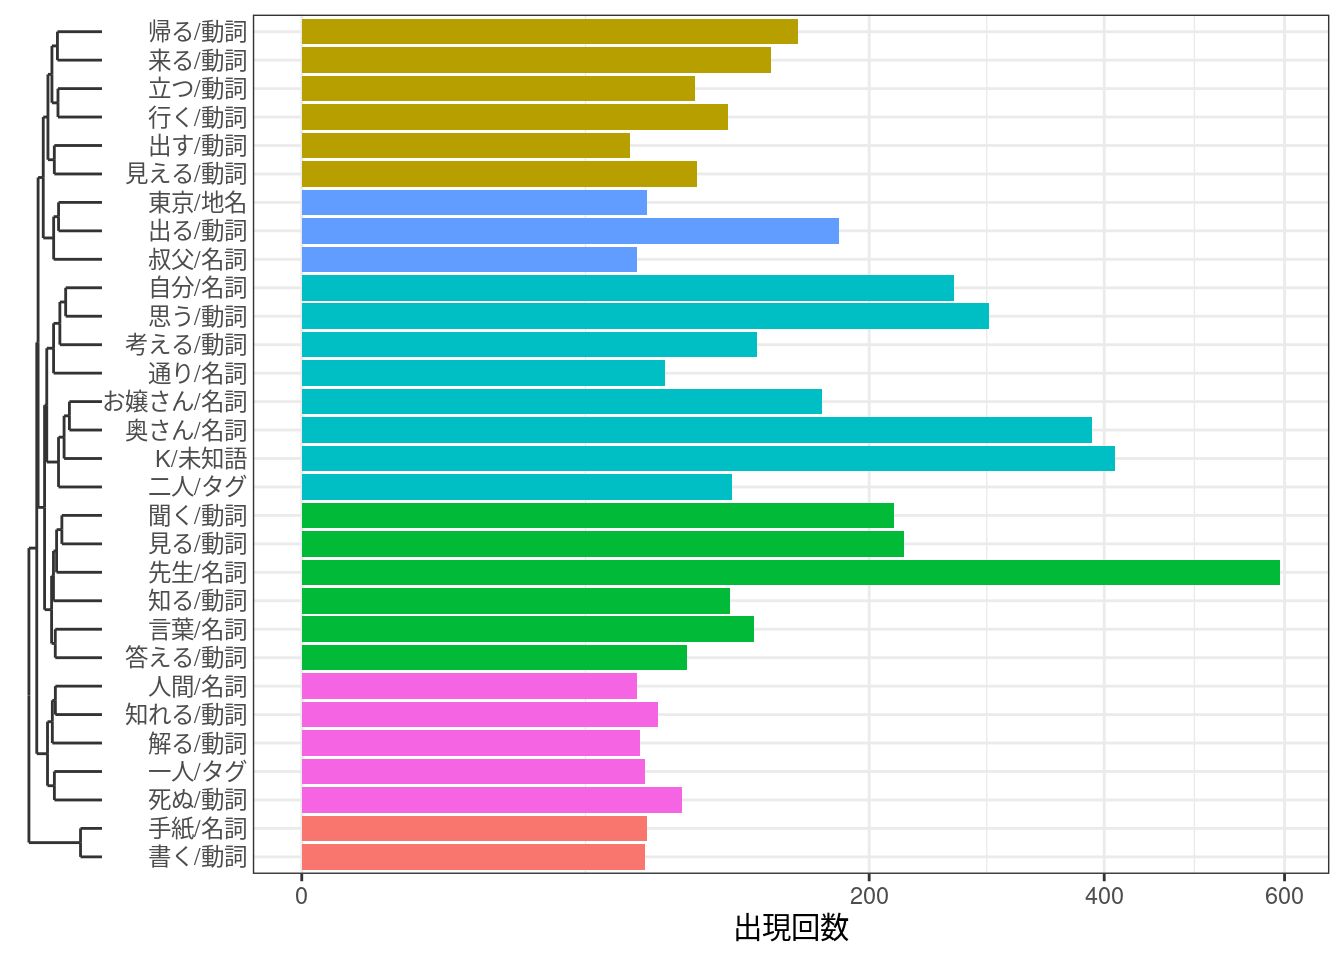 帰る/動詞
来る/動詞
立つ/動詞
行く/動詞
出す/動詞
見える/動詞
東京/地名
出る/動詞
叔父/名詞
自分/名詞
思う/動詞
考える/動詞
通り/名詞
お嬢さん/名詞
奥さん/名詞
K/未知語
二人/タグ
聞く/動詞
見る/動詞
先生/名詞
知る/動詞
言葉/名詞
答える/動詞
人間/名詞
知れる/動詞
解る/動詞
一人/タグ
死ぬ/動詞
手紙/名詞
書く/動詞
0 200 400 600
出現回数